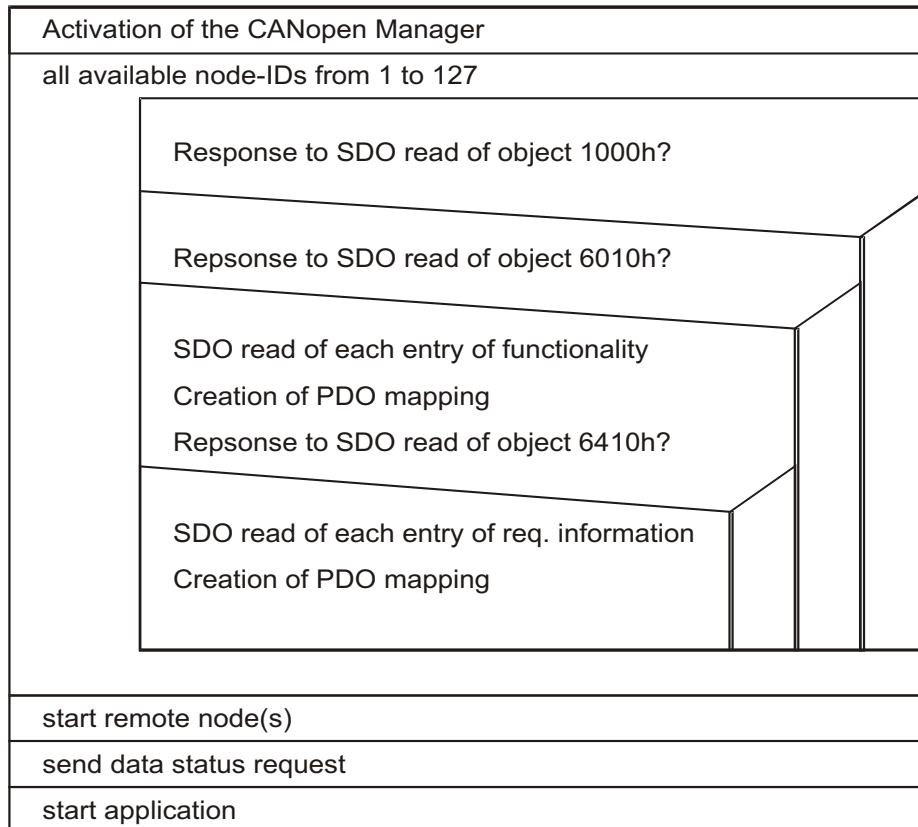 Activation of the CANopen Manager
all available node-IDs from 1 to 127
Response to SDO read of object 1000h?
Repsonse to SDO read of object 6010h?
SDO read of each entry of functionality
Creation of PDO mapping
Repsonse to SDO read of object 6410h?
SDO read of each entry of req. information
Creation of PDO mapping
start remote node(s)
send data status request
start application